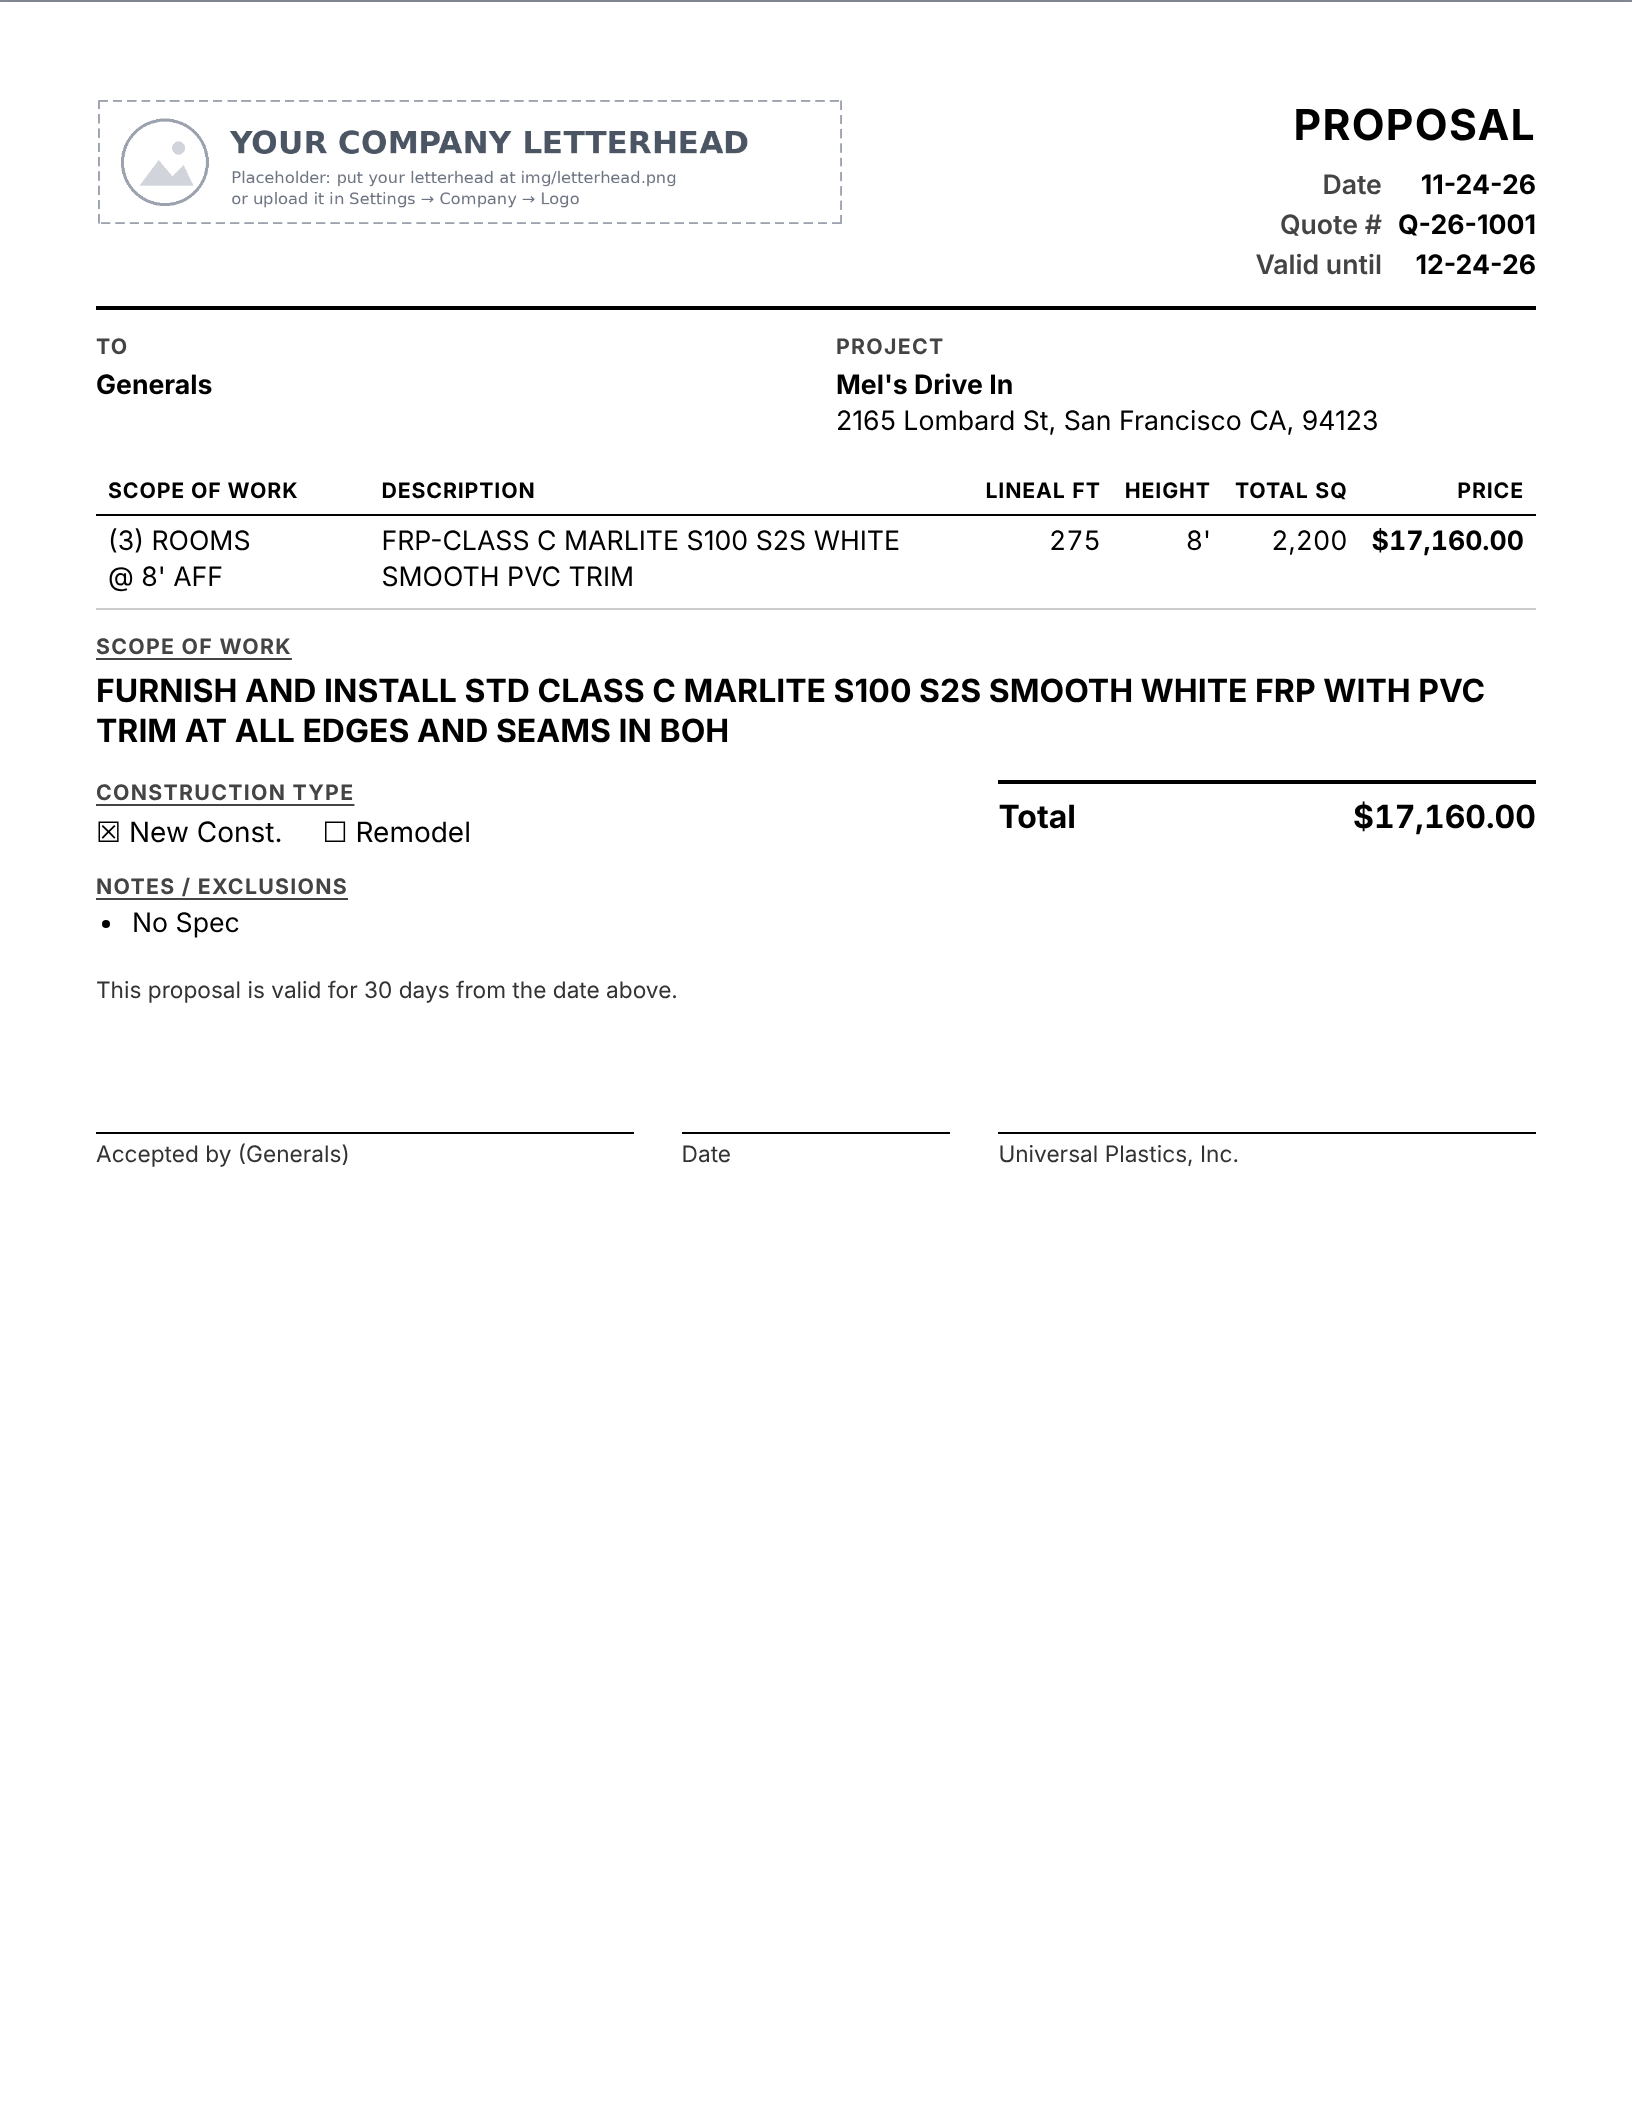 YOUR COMPANY LETTERHEAD
Placeholder: put your letterhead at img/letterhead.png
or upload it in Settings → Company → Logo
PROPOSAL
Date 11-24-26
Quote # Q-26-1001
Valid until 12-24-26
TO
Generals
PROJECT
Mel's Drive In
2165 Lombard St, San Francisco CA, 94123
SCOPE OF WORK DESCRIPTION LINEAL FT HEIGHT TOTAL SQ PRICE
(3) ROOMS FRP-CLASS C MARLITE S100 S2S WHITE 275 8' 2,200 $17,160.00
@ 8' AFF SMOOTH PVC TRIM
SCOPE OF WORK
FURNISH AND INSTALL STD CLASS C MARLITE S100 S2S SMOOTH WHITE FRP WITH PVC
TRIM AT ALL EDGES AND SEAMS IN BOH
CONSTRUCTION TYPE
☒ New Const. ☐ Remodel
Total $17,160.00
NOTES / EXCLUSIONS
• No Spec
This proposal is valid for 30 days from the date above.
Accepted by (Generals) Date Universal Plastics, Inc.